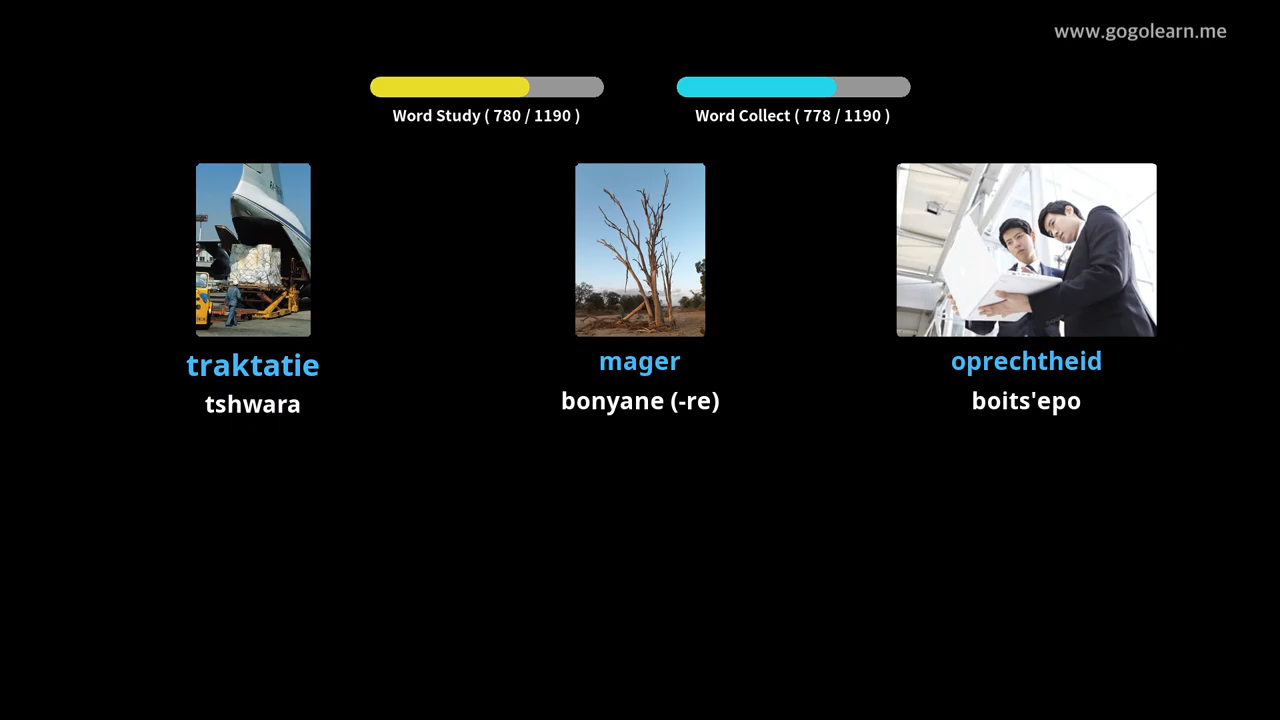 www.gogolearn.me
Word Study ( 780 / 1190 )
Word Collect ( 778 / 1190 )
traktatie
tshwara
mager
bonyane (-re)
oprechtheid
boits'epo